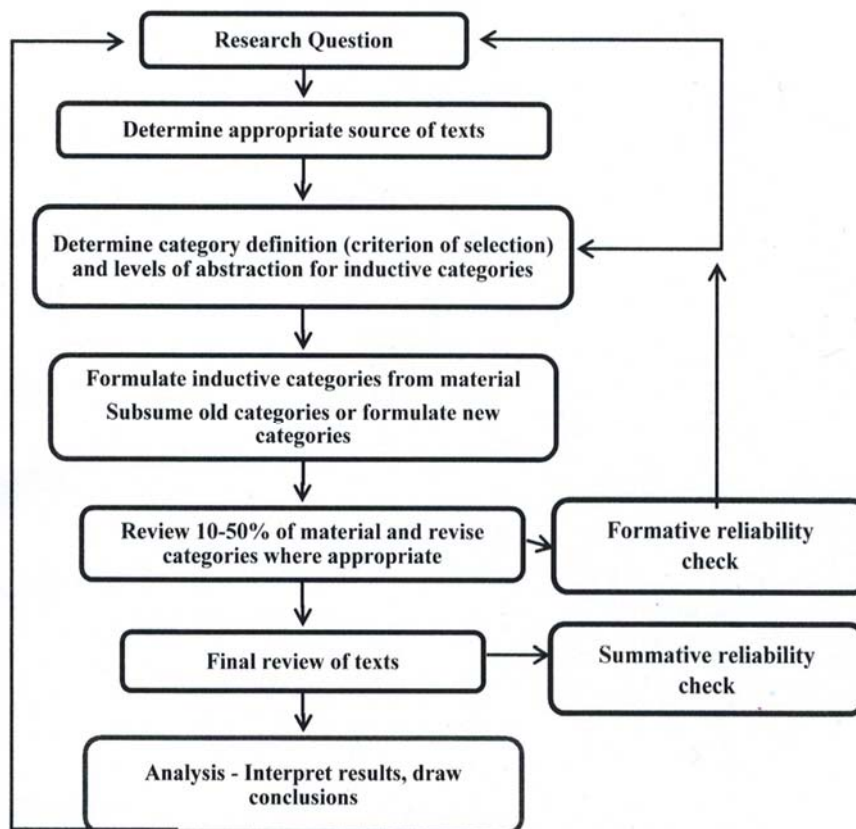 Research Question
Determine appropriate source of texts
Determine category definition (criterion of selection)
and levels of abstraction for inductive categories
Formulate inductive categories from material
Subsume old categories or formulate new
categories
Review 10-50% of material and revise
categories where appropriate
Formative reliability
check
Final review of texts
Summative reliability
check
Analysis - Interpret results, draw
conclusions